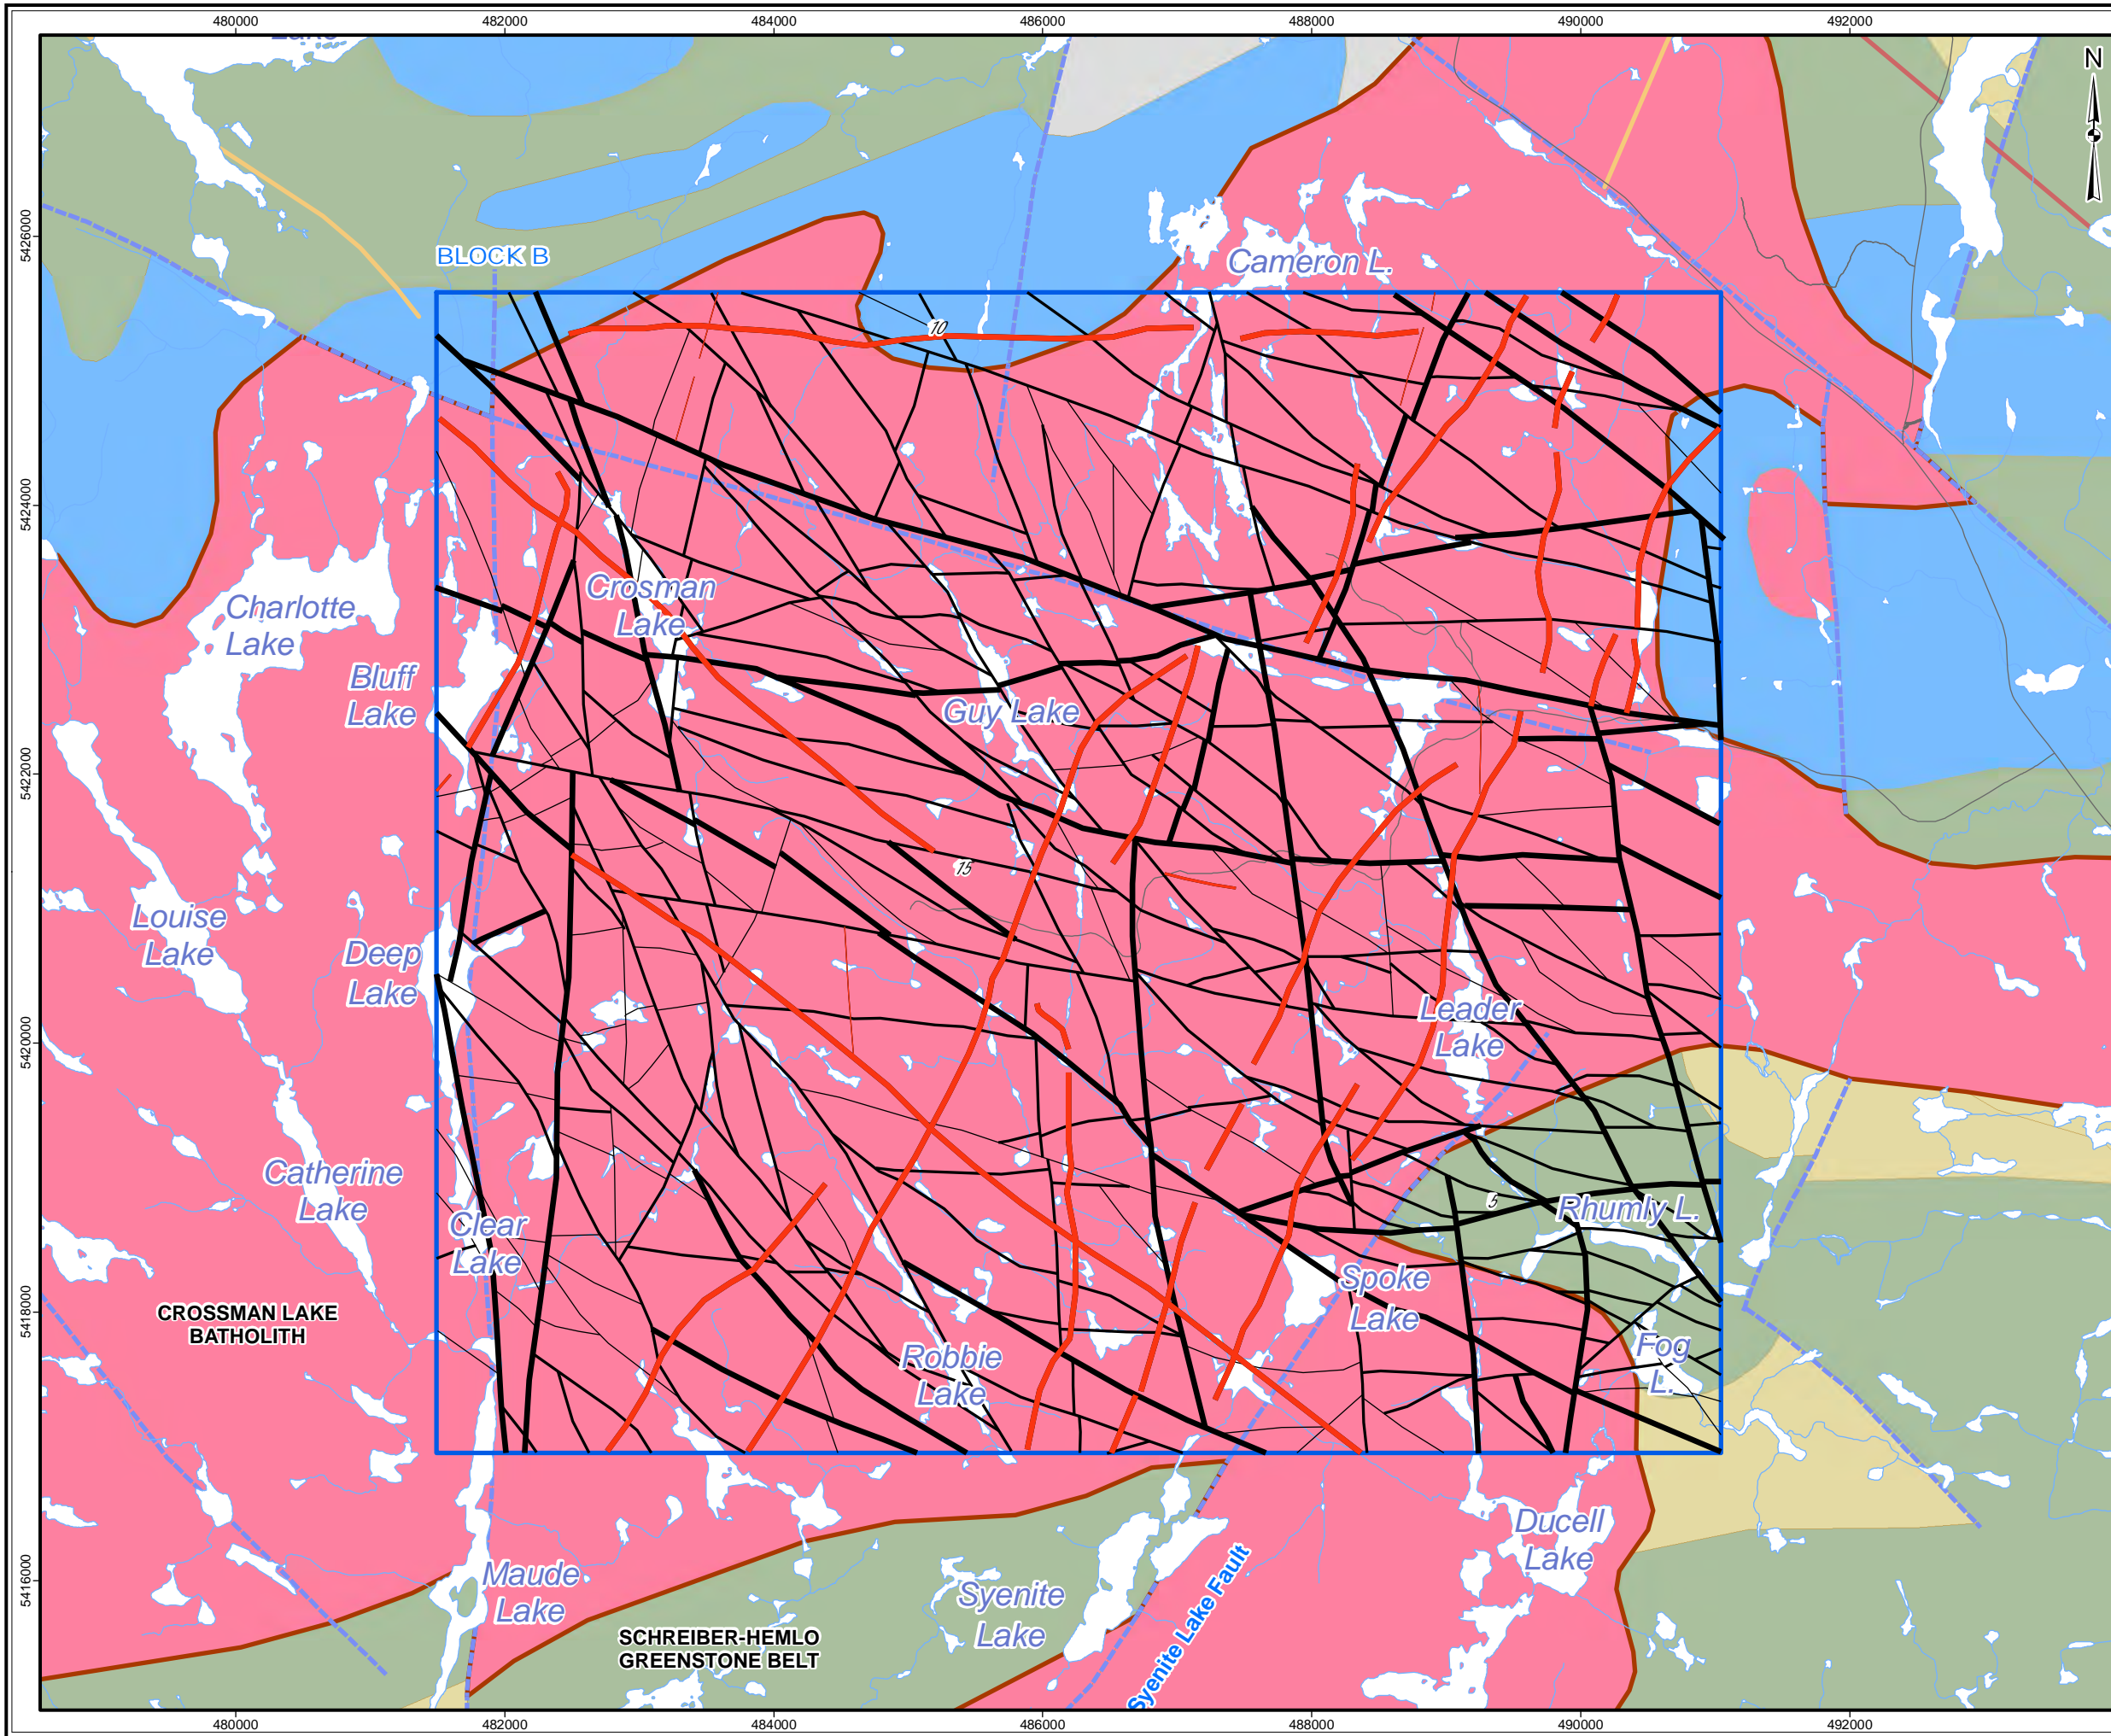 480000 482000 484000 486000 488000 490000 492000
Lake
N
5426000
BLOCK B
Cameron L.
10
5424000
Crosman
Lake
Charlotte
Lake
Bluff
Lake
Guy Lake
5422000
15
Louise
Lake
Deep
Lake
Leader
Lake
5420000
Catherine
Lake
Clear
Lake
5
Rhumly L.
Spoke
Lake
5418000
CROSSMAN LAKE
BATHOLITH
Robbie
Lake
Fog
L.
Ducell
Lake
5416000
Maude
Lake
Syenite
Lake
Syenite Lake Fault
SCHREIBER-HEMLO
GREENSTONE BELT
480000 482000 484000 486000 488000 490000 492000